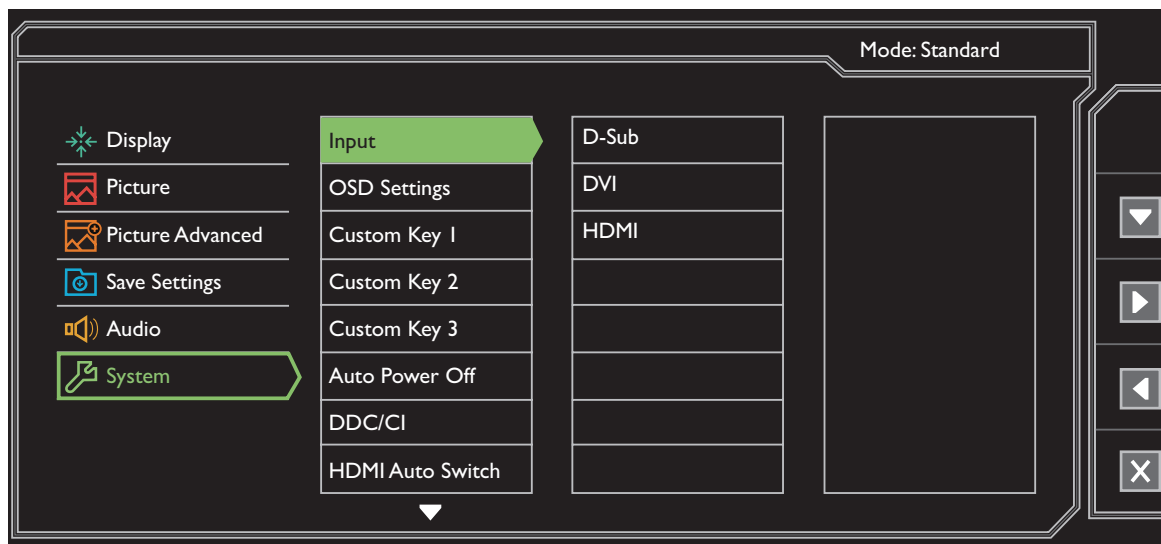 Mode: Standard
Display
Picture
Picture Advanced
Save Settings
Audio
System
Input
OSD Settings
Custom Key 1
Custom Key 2
Custom Key 3
Auto Power Off
DDC/CI
HDMI Auto Switch
D-Sub
DVI
HDMI